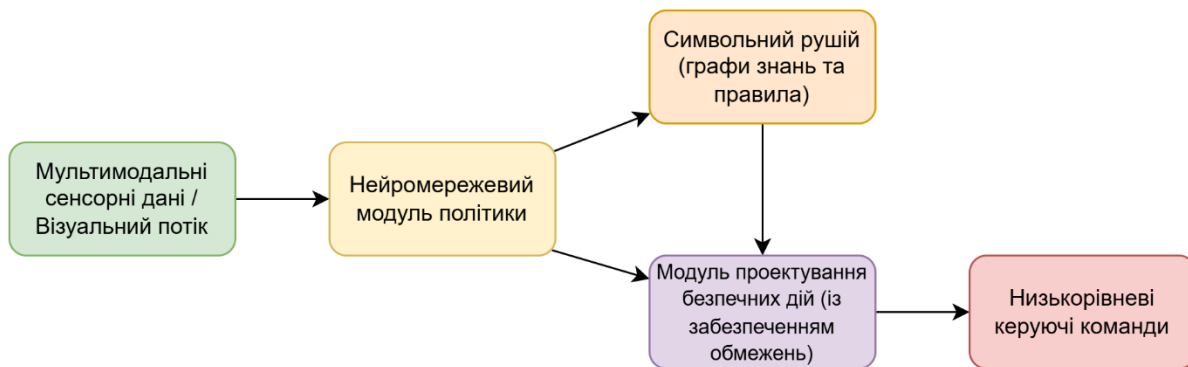 Мультимодальні
сенсорні дані /
Візуальний потік
Нейромережевий
модуль політики
Символьний рушій
(графи знань та
правила)
Модуль проектування
безпечних дій (із
забезпеченням
обмежень)
Низькорівневі
керуючі команди